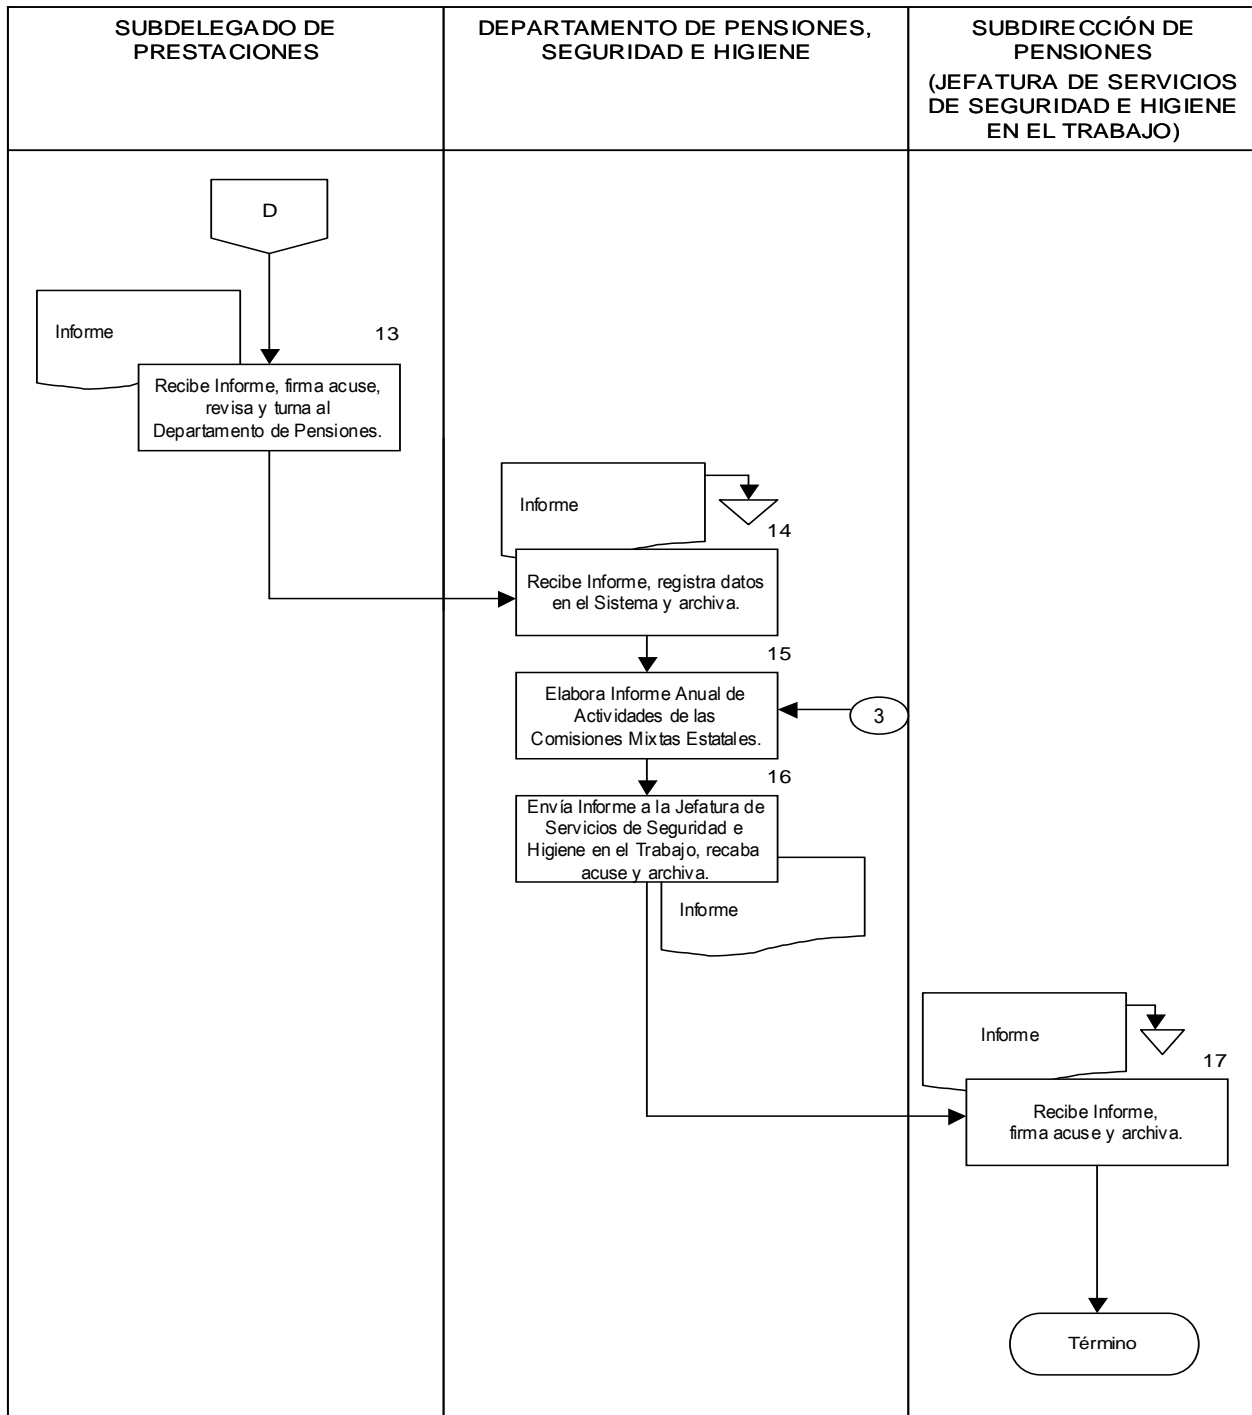 SUBDELEGADO DE
PRESTACIONES
DEPARTAMENTO DE PENSIONES,
SEGURIDAD E HIGIENE
SUBDIRECCIÓN DE
PENSIONES
(JEFATURA DE SERVICIOS
DE SEGURIDAD E HIGIENE
EN EL TRABAJO)
D
Informe
13
Recibe Informe, firma acuse,
revisa y turna al
Departamento de Pensiones.
Informe
14
Recibe Informe, registra datos
en el Sistema y archiva.
15
Elabora Informe Anual de
Actividades de las
Comisiones Mixtas Estatales.
3
16
Envía Informe a la Jefatura de
Servicios de Seguridad e
Higiene en el Trabajo, recaba
acuse y archiva.
Informe
Informe
17
Recibe Informe,
firma acuse y archiva.
Término